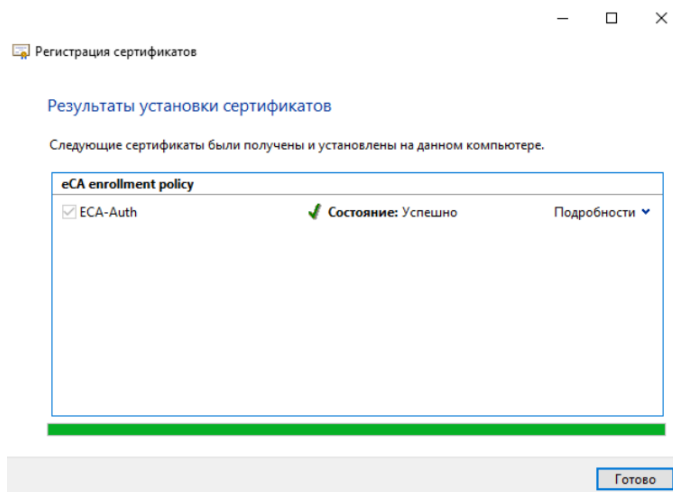 Регистрация сертификатов
Результаты установки сертификатов
Следующие сертификаты были получены и установлены на данном компьютере.
eCA enrollment policy
ECA-Auth Состояние: Успешно Подробности
Готово